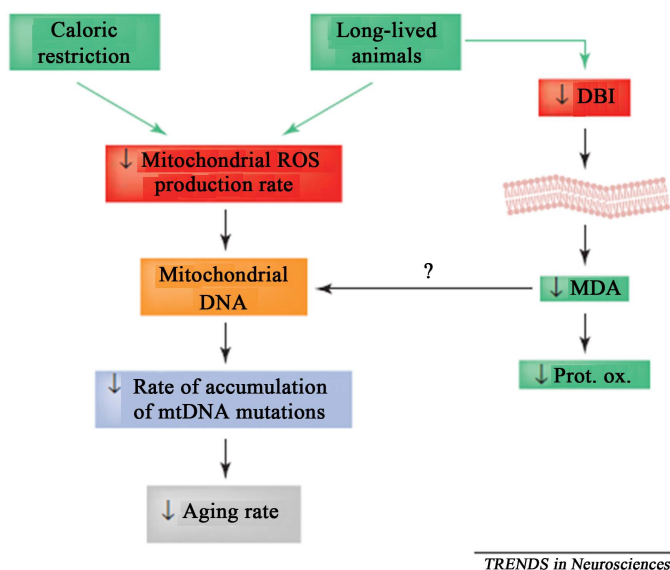 Caloric
restriction
Long-lived
animals
↓ DBI
↓ Mitochondrial ROS
production rate
Mitochondrial
DNA
?
↓ MDA
↓ Rate of accumulation
of mtDNA mutations
↓ Prot. ox.
↓ Aging rate
TRENDS in Neurosciences